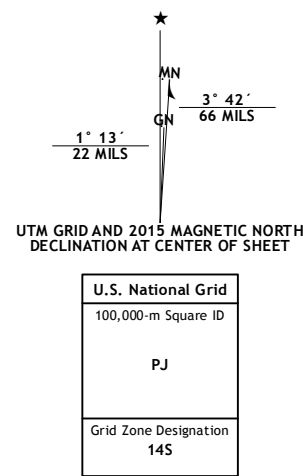 ★
MN
3° 42´
66 MILS
GN
1° 13´
22 MILS
UTM GRID AND 2015 MAGNETIC NORTH
DECLINATION AT CENTER OF SHEET
U.S. National Grid
100,000-m Square ID
PJ
Grid Zone Designation
14S